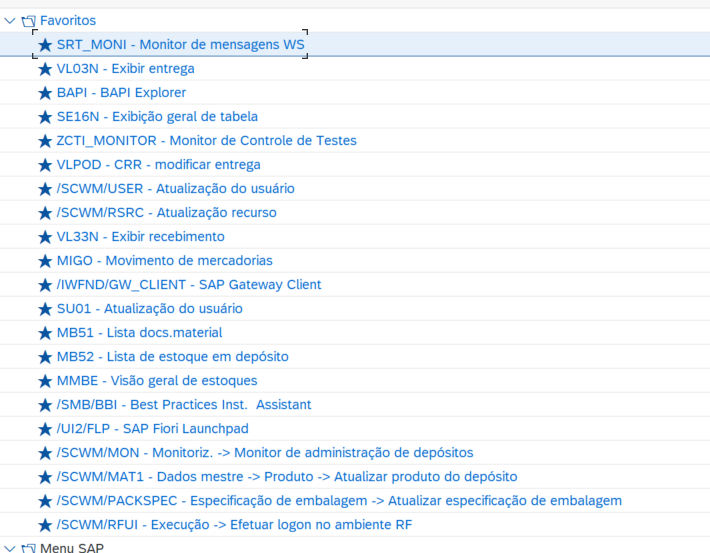 Favoritos
SRT_MONI - Monitor de mensagens WS
VL03N - Exibir entrega
BAPI - BAPI Explorer
SE16N - Exibição geral de tabela
ZCTI_MONITOR - Monitor de Controle de Testes
VLPOD - CRR - modificar entrega
/SCWM/USER - Atualização do usuário
/SCWM/RSRC - Atualização recurso
VL33N - Exibir recebimento
MIGO - Movimento de mercadorias
/IWFND/GW_CLIENT - SAP Gateway Client
SU01 - Atualização do usuário
MB51 - Lista docs.material
MB52 - Lista de estoque em depósito
MMBE - Visão geral de estoques
/SMB/BBI - Best Practices Inst.  Assistant
/UI2/FLP - SAP Fiori Launchpad
/SCWM/MON - Monitoriz. -> Monitor de administração de depósitos
/SCWM/MAT1 - Dados mestre -> Produto -> Atualizar produto do depósito
/SCWM/PACKSPEC - Especificação de embalagem -> Atualizar especificação de embalagem
/SCWM/RFUI - Execução -> Efetuar logon no ambiente RF
Menu SAP